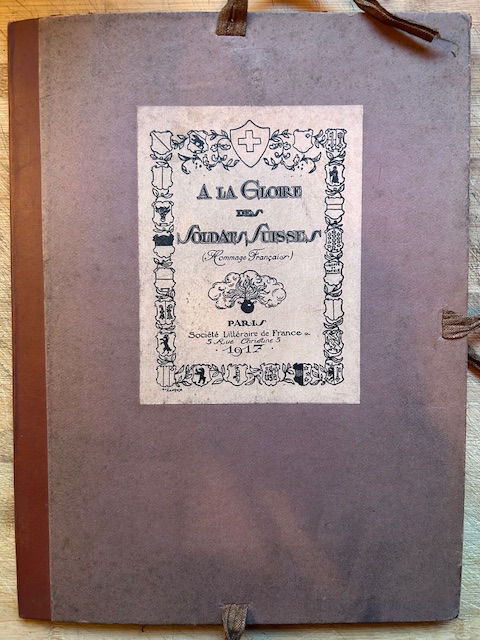 A LA GLOIRE
DES
SOLDATS SUISSES
(Hommage Français)
PARIS
Société Littéraire de France
5 Rue Christine 5
· 1917 ·